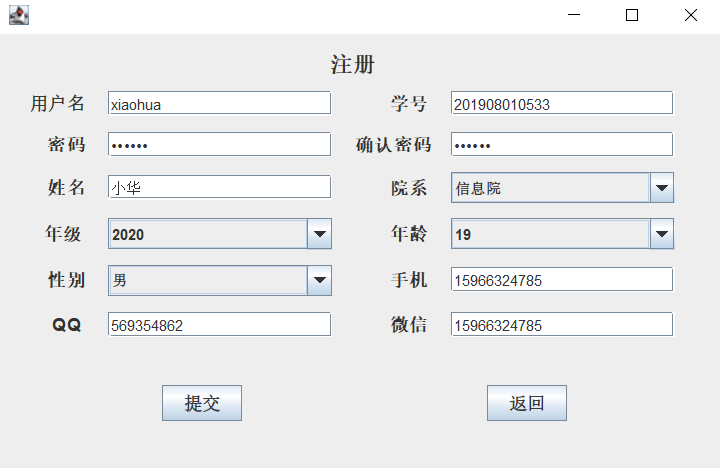 注册
用户名 xiaohua 学号 201908010533
密码 •••••• 确认密码 ••••••
姓名 小华 院系 信息院
年级 2020 年龄 19
性别 男 手机 15966324785
QQ 569354862 微信 15966324785
提交 返回